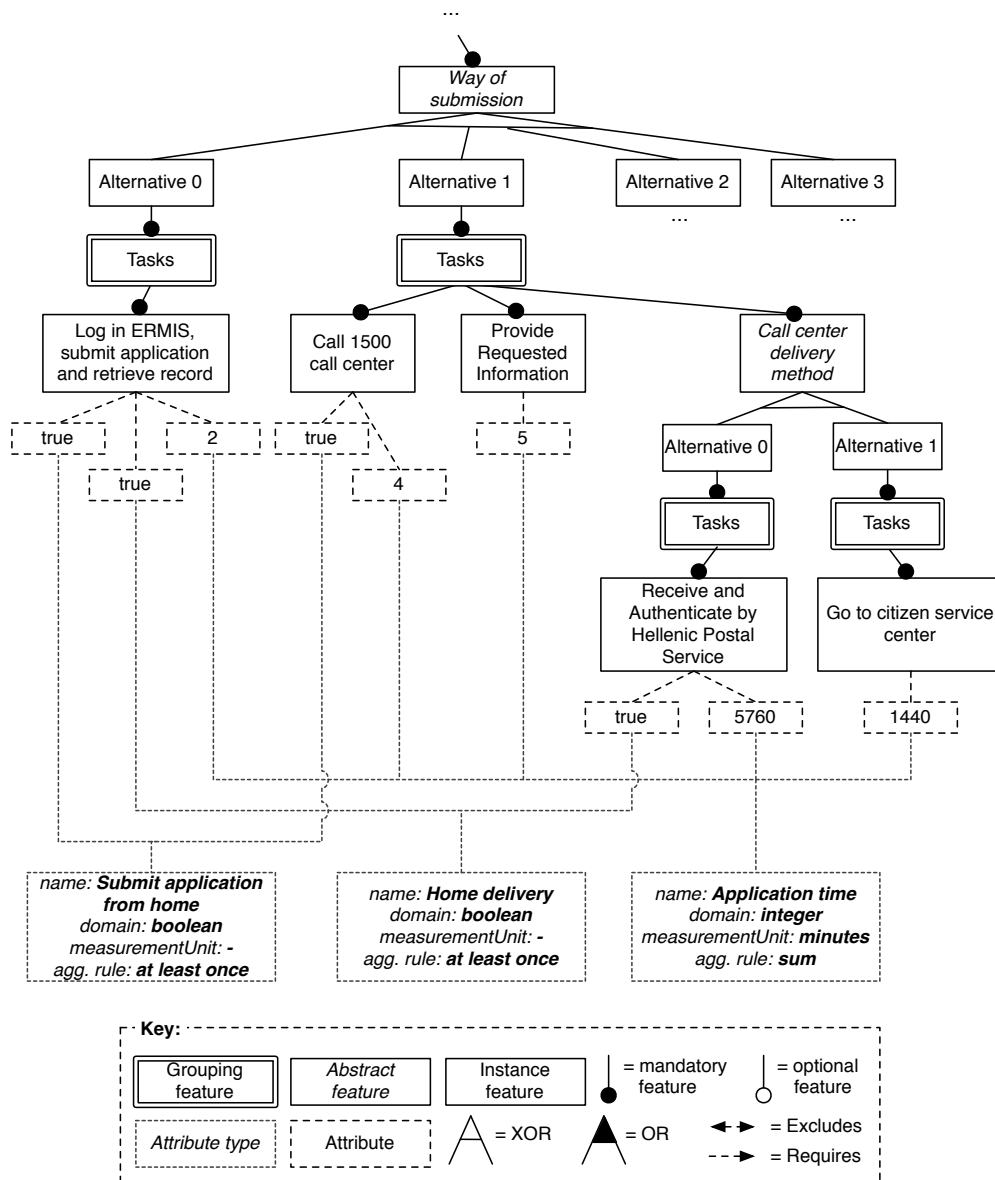 ...
Way of
submission
Alternative 0
Alternative 1
Alternative 2
Alternative 3
...
...
Tasks
Tasks
Log in ERMIS,
submit application
and retrieve record
Call 1500
call center
Provide
Requested
Information
Call center
delivery
method
true
2
true
5
true
4
Alternative 0
Alternative 1
Tasks
Tasks
Receive and
Authenticate by
Hellenic Postal
Service
Go to citizen service
center
true
5760
1440
name: Submit application
from home
domain: boolean
measurementUnit: -
agg. rule: at least once
name: Home delivery
domain: boolean
measurementUnit: -
agg. rule: at least once
name: Application time
domain: integer
measurementUnit: minutes
agg. rule: sum
Key:
Grouping
feature
Abstract
feature
Instance
feature
= mandatory
feature
= optional
feature
Attribute type
Attribute
= XOR
= OR
= Excludes
= Requires